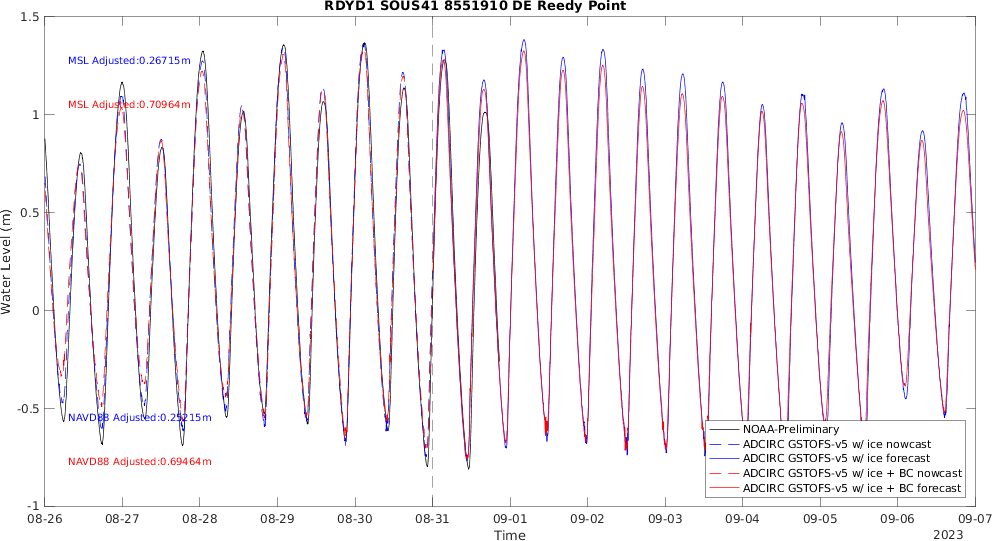 RDYD1 SOUS41 8551910 DE Reedy Point
1.5
1
0.5
0
-0.5
-1
Water Level (m)
MSL Adjusted:0.26715m
MSL Adjusted:0.70964m
NAVD88 Adjusted:0.25215m
NAVD88 Adjusted:0.69464m
NOAA-Preliminary
ADCIRC GSTOFS-v5 w/ ice nowcast
ADCIRC GSTOFS-v5 w/ ice forecast
ADCIRC GSTOFS-v5 w/ ice + BC nowcast
ADCIRC GSTOFS-v5 w/ ice + BC forecast
08-26 08-27 08-28 08-29 08-30 08-31 09-01 09-02 09-03 09-04 09-05 09-06 09-07
Time
2023